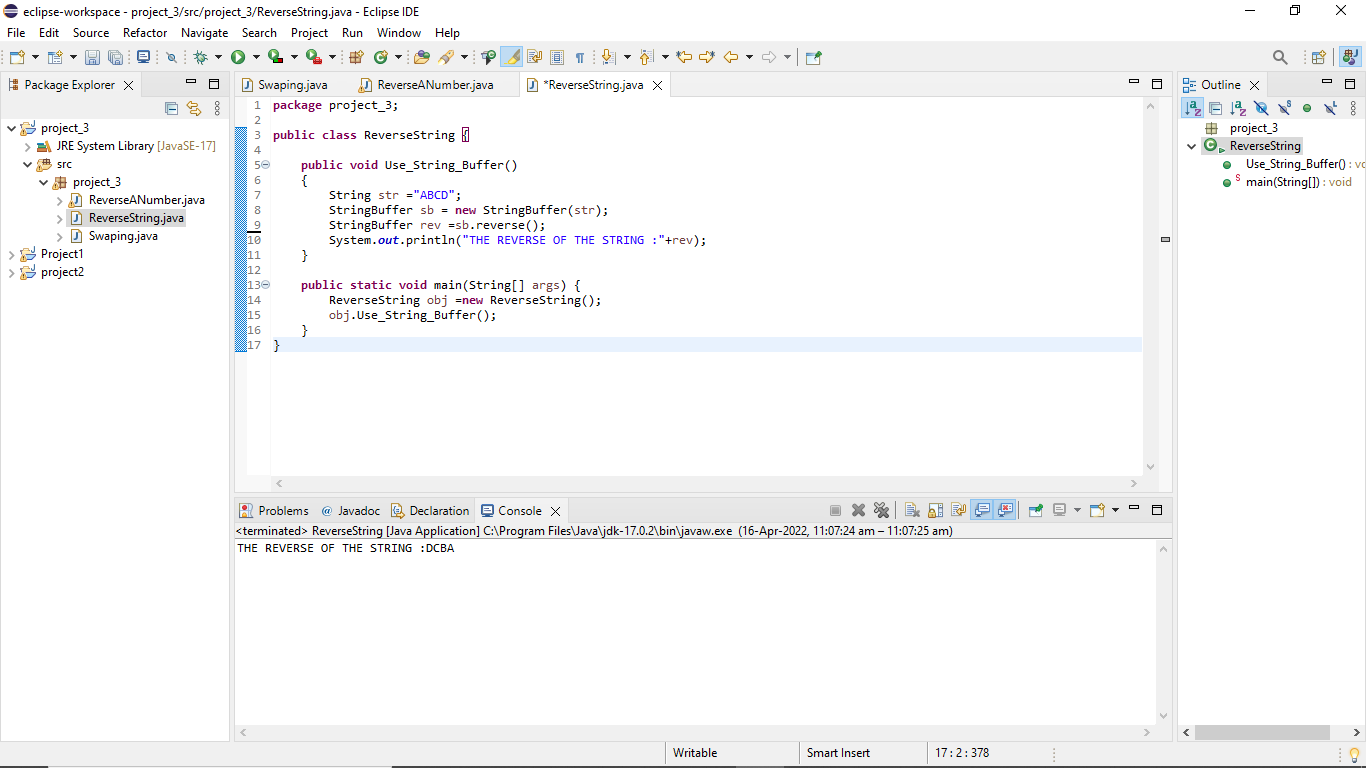 eclipse-workspace - project_3/src/project_3/ReverseString.java - Eclipse IDE
File Edit Source Refactor Navigate Search Project Run Window Help
Package Explorer
project_3
JRE System Library [JavaSE-17]
src
project_3
ReverseANumber.java
ReverseString.java
Swaping.java
Project1
project2
Swaping.java ReverseANumber.java *ReverseString.java
1 package project_3;
2
3 public class ReverseString {
4
5 public void Use_String_Buffer()
6 {
7 String str ="ABCD";
8 StringBuffer sb = new StringBuffer(str);
9 StringBuffer rev =sb.reverse();
10 System.out.println("THE REVERSE OF THE STRING :"+rev);
11 }
12
13 public static void main(String[] args) {
14 ReverseString obj =new ReverseString();
15 obj.Use_String_Buffer();
16 }
17 }
Outline
project_3
ReverseString
Use_String_Buffer() : vo
main(String[]) : void
Problems @ Javadoc Declaration Console
<terminated> ReverseString [Java Application] C:\Program Files\Java\jdk-17.0.2\bin\javaw.exe (16-Apr-2022, 11:07:24 am – 11:07:25 am)
THE REVERSE OF THE STRING :DCBA
Writable Smart Insert 17 : 2 : 378